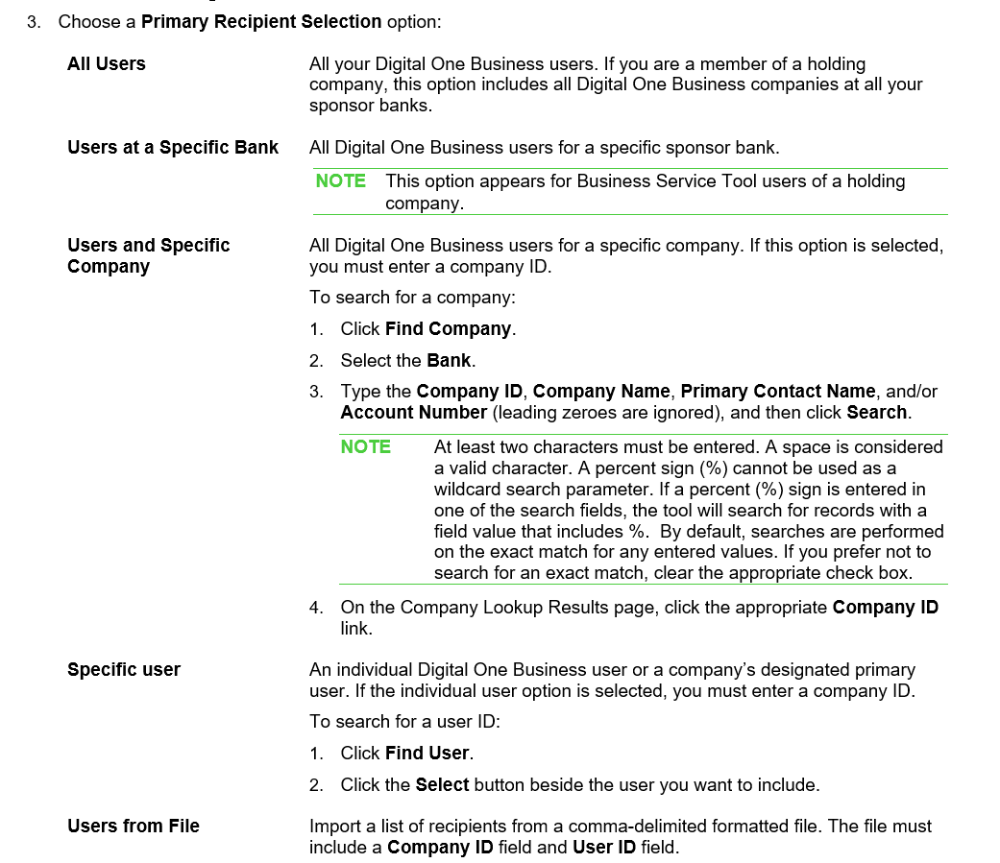 3. Choose a Primary Recipient Selection option:
All Users
All your Digital One Business users. If you are a member of a holding
company, this option includes all Digital One Business companies at all your
sponsor banks.
Users at a Specific Bank
All Digital One Business users for a specific sponsor bank.
NOTE This option appears for Business Service Tool users of a holding
company.
Users and Specific
Company
All Digital One Business users for a specific company. If this option is selected,
you must enter a company ID.
To search for a company:
1. Click Find Company.
2. Select the Bank.
3. Type the Company ID, Company Name, Primary Contact Name, and/or
Account Number (leading zeroes are ignored), and then click Search.
NOTE At least two characters must be entered. A space is considered
a valid character. A percent sign (%) cannot be used as a
wildcard search parameter. If a percent (%) sign is entered in
one of the search fields, the tool will search for records with a
field value that includes %.  By default, searches are performed
on the exact match for any entered values. If you prefer not to
search for an exact match, clear the appropriate check box.
4. On the Company Lookup Results page, click the appropriate Company ID
link.
Specific user
An individual Digital One Business user or a company’s designated primary
user. If the individual user option is selected, you must enter a company ID.
To search for a user ID:
1. Click Find User.
2. Click the Select button beside the user you want to include.
Users from File
Import a list of recipients from a comma-delimited formatted file. The file must
include a Company ID field and User ID field.